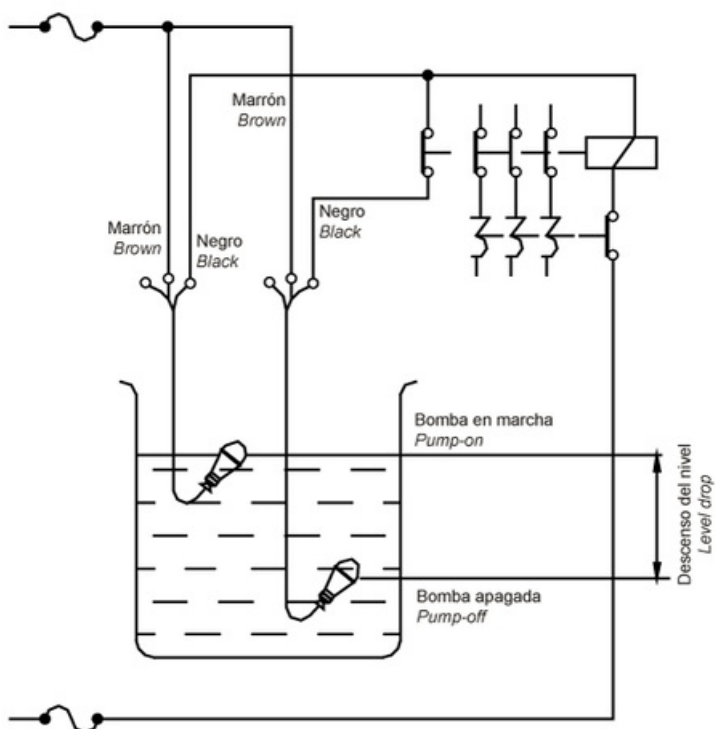 Marrón
Brown
Marrón
Brown
Negro
Black
Negro
Black
Bomba en marcha
Pump-on
Descenso del nivel
Level drop
Bomba apagada
Pump-off